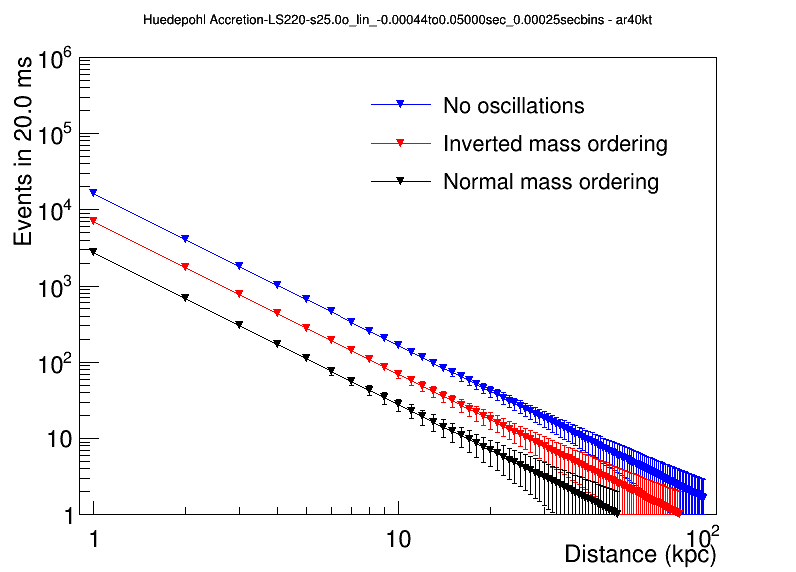 Huedepohl Accretion-LS220-s25.0o_lin_-0.00044to0.05000sec_0.00025secbins - ar40kt
Events in 20.0 ms
10^6
10^5
10^4
10^3
10^2
10
1
No oscillations
Inverted mass ordering
Normal mass ordering
1 10 10^2
Distance (kpc)